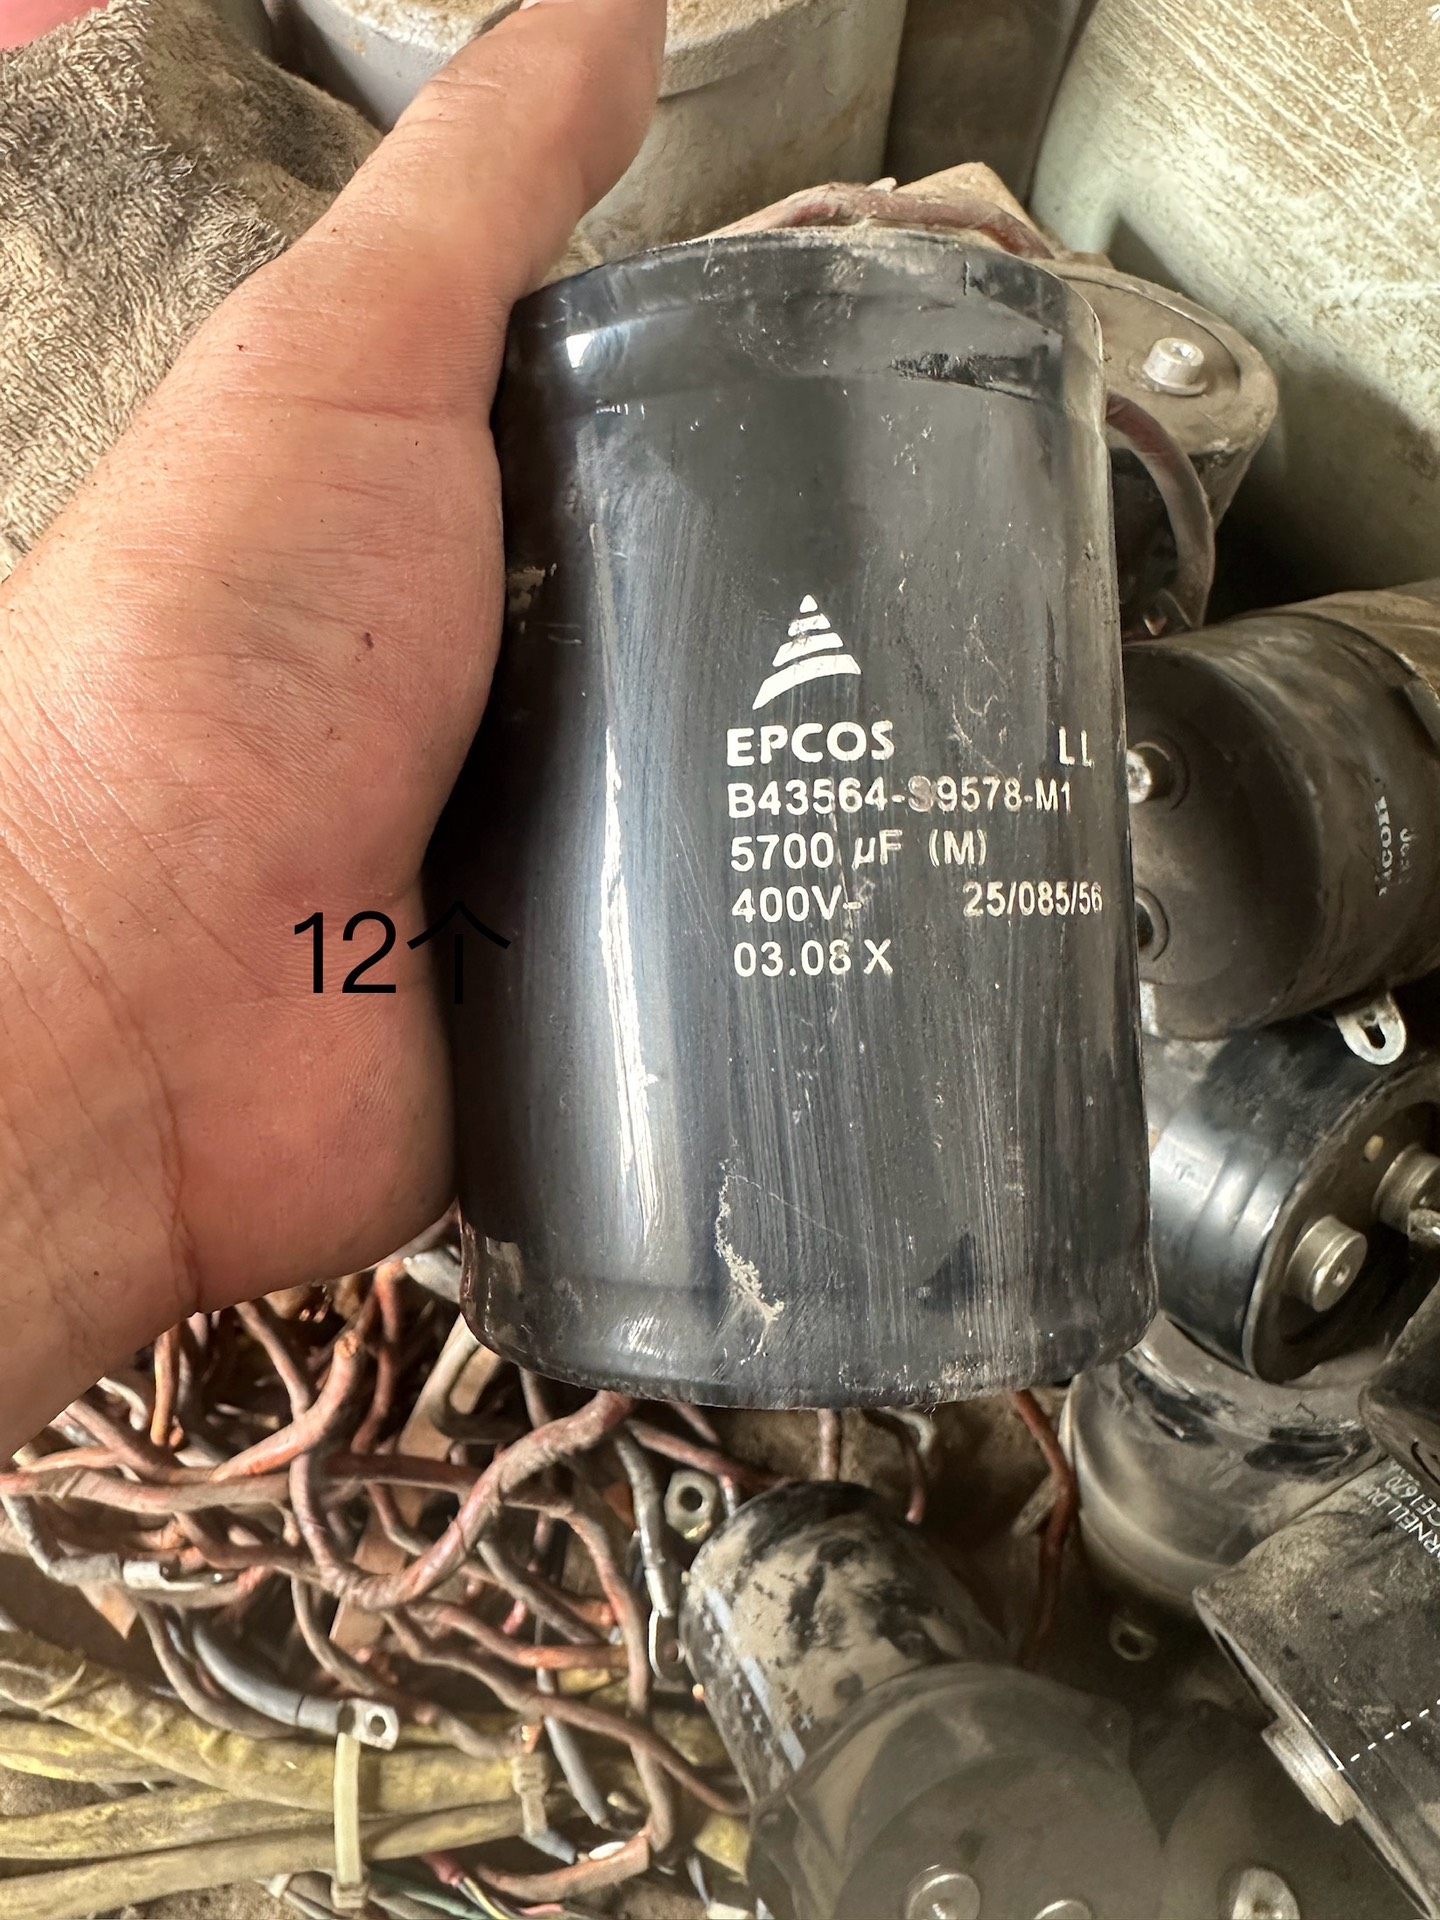 EPCOS LL
B43564-S9578-M1
5700 µF (M)
400V- 25/085/56
03.08 X
12个